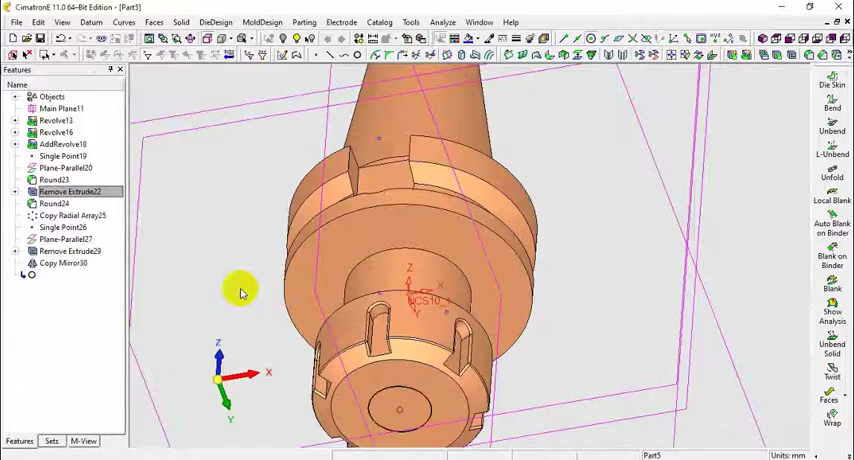 CimatronE 11.0 64-Bit Edition - [Part5]
File Edit View Datum Curves Faces Solid DieDesign MoldDesign Parting Electrode Catalog Tools Analyze Window Help
Features
Name
Objects
Main Plane11
Revolve13
Revolve16
AddRevolve18
Single Point19
Plane-Parallel20
Round23
Remove Extrude22
Round24
Copy Radial Array25
Single Point26
Plane-Parallel27
Remove Extrude29
Copy Mirror30
Z
X
Y
Z
X
Y
Die Skin
Bend
Unbend
L-Unbend
Unfold
Local Blank
Auto Blank
on Binder
Blank on
Binder
Blank
Show
Analysis
Unbend
Solid
Twist
Faces
Wrap
Features Sets M-View
Part5 Units: mm